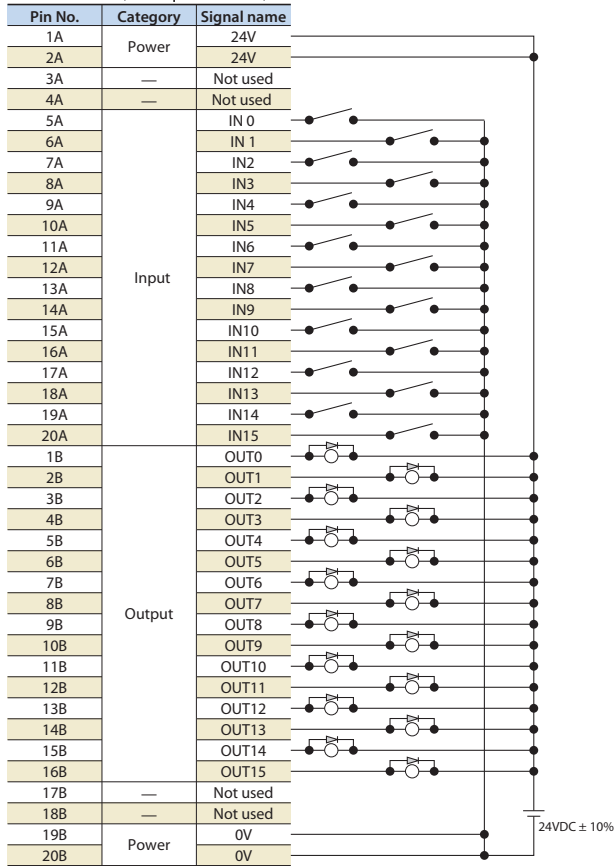 Pin No. Category Signal name
1A Power 24V
2A 24V
3A — Not used
4A — Not used
5A Input IN 0
6A IN 1
7A IN2
8A IN3
9A IN4
10A IN5
11A IN6
12A IN7
13A IN8
14A IN9
15A IN10
16A IN11
17A IN12
18A IN13
19A IN14
20A IN15
1B Output OUT0
2B OUT1
3B OUT2
4B OUT3
5B OUT4
6B OUT5
7B OUT6
8B OUT7
9B OUT8
10B OUT9
11B OUT10
12B OUT11
13B OUT12
14B OUT13
15B OUT14
16B OUT15
17B — Not used
18B — Not used
24VDC ± 10%
19B Power 0V
20B 0V